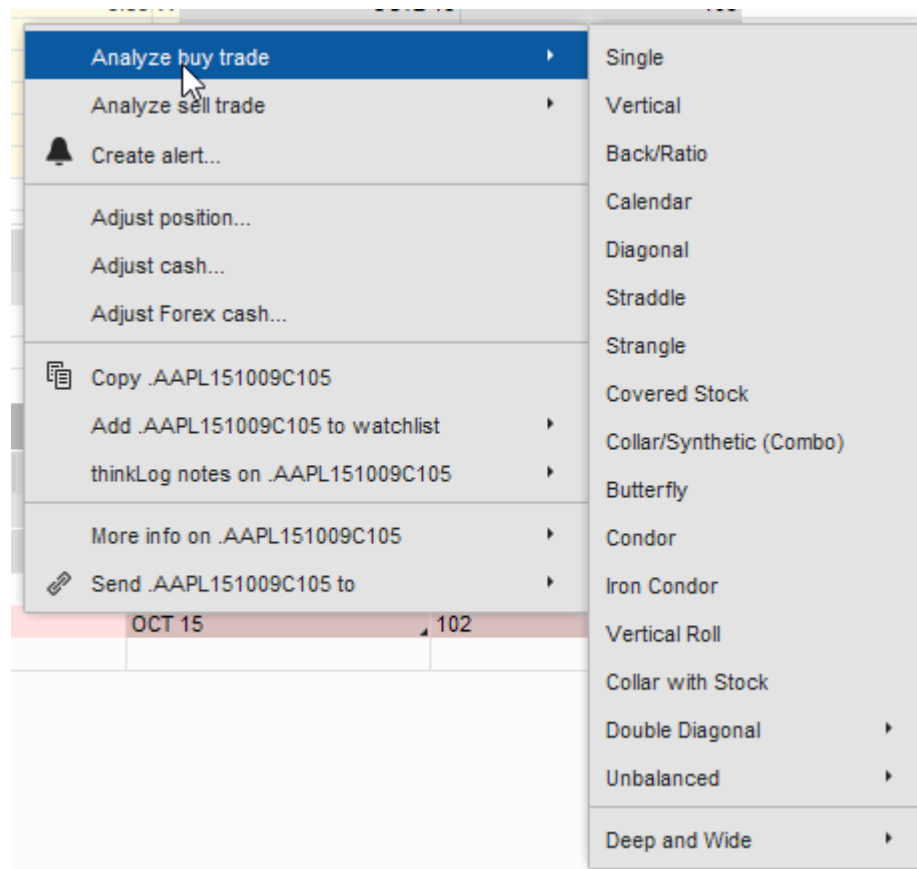 Analyze buy trade
Analyze sell trade
Create alert...
Adjust position...
Adjust cash...
Adjust Forex cash...
Copy .AAPL151009C105
Add .AAPL151009C105 to watchlist
thinkLog notes on .AAPL151009C105
More info on .AAPL151009C105
Send .AAPL151009C105 to
OCT 15 102
Single
Vertical
Back/Ratio
Calendar
Diagonal
Straddle
Strangle
Covered Stock
Collar/Synthetic (Combo)
Butterfly
Condor
Iron Condor
Vertical Roll
Collar with Stock
Double Diagonal
Unbalanced
Deep and Wide